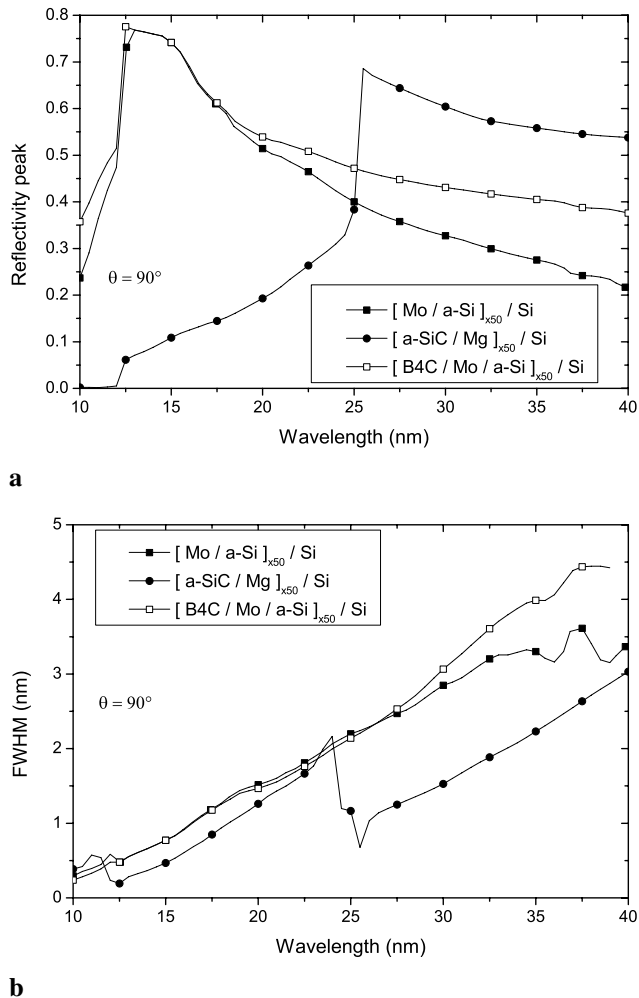 0.8
0.7
0.6
0.5
0.4
0.3
0.2
0.1
0.0
Reflectivity peak
θ = 90°
[ Mo / a-Si ]x50 / Si
[ a-SiC / Mg ]x50 / Si
[ B4C / Mo / a-Si ]x50 / Si
10 15 20 25 30 35 40
Wavelength (nm)
a
5
4
3
2
1
0
FWHM (nm)
[ Mo / a-Si ]x50 / Si
[ a-SiC / Mg ]x50 / Si
[ B4C / Mo / a-Si ]x50 / Si
θ = 90°
10 15 20 25 30 35 40
Wavelength (nm)
b